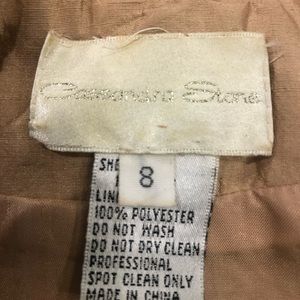 Cassandra Stone
8
SHE
LIN
100% POLYESTER
DO NOT WASH
DO NOT DRY CLEAN
PROFESSIONAL
SPOT CLEAN ONLY
MADE IN CHINA